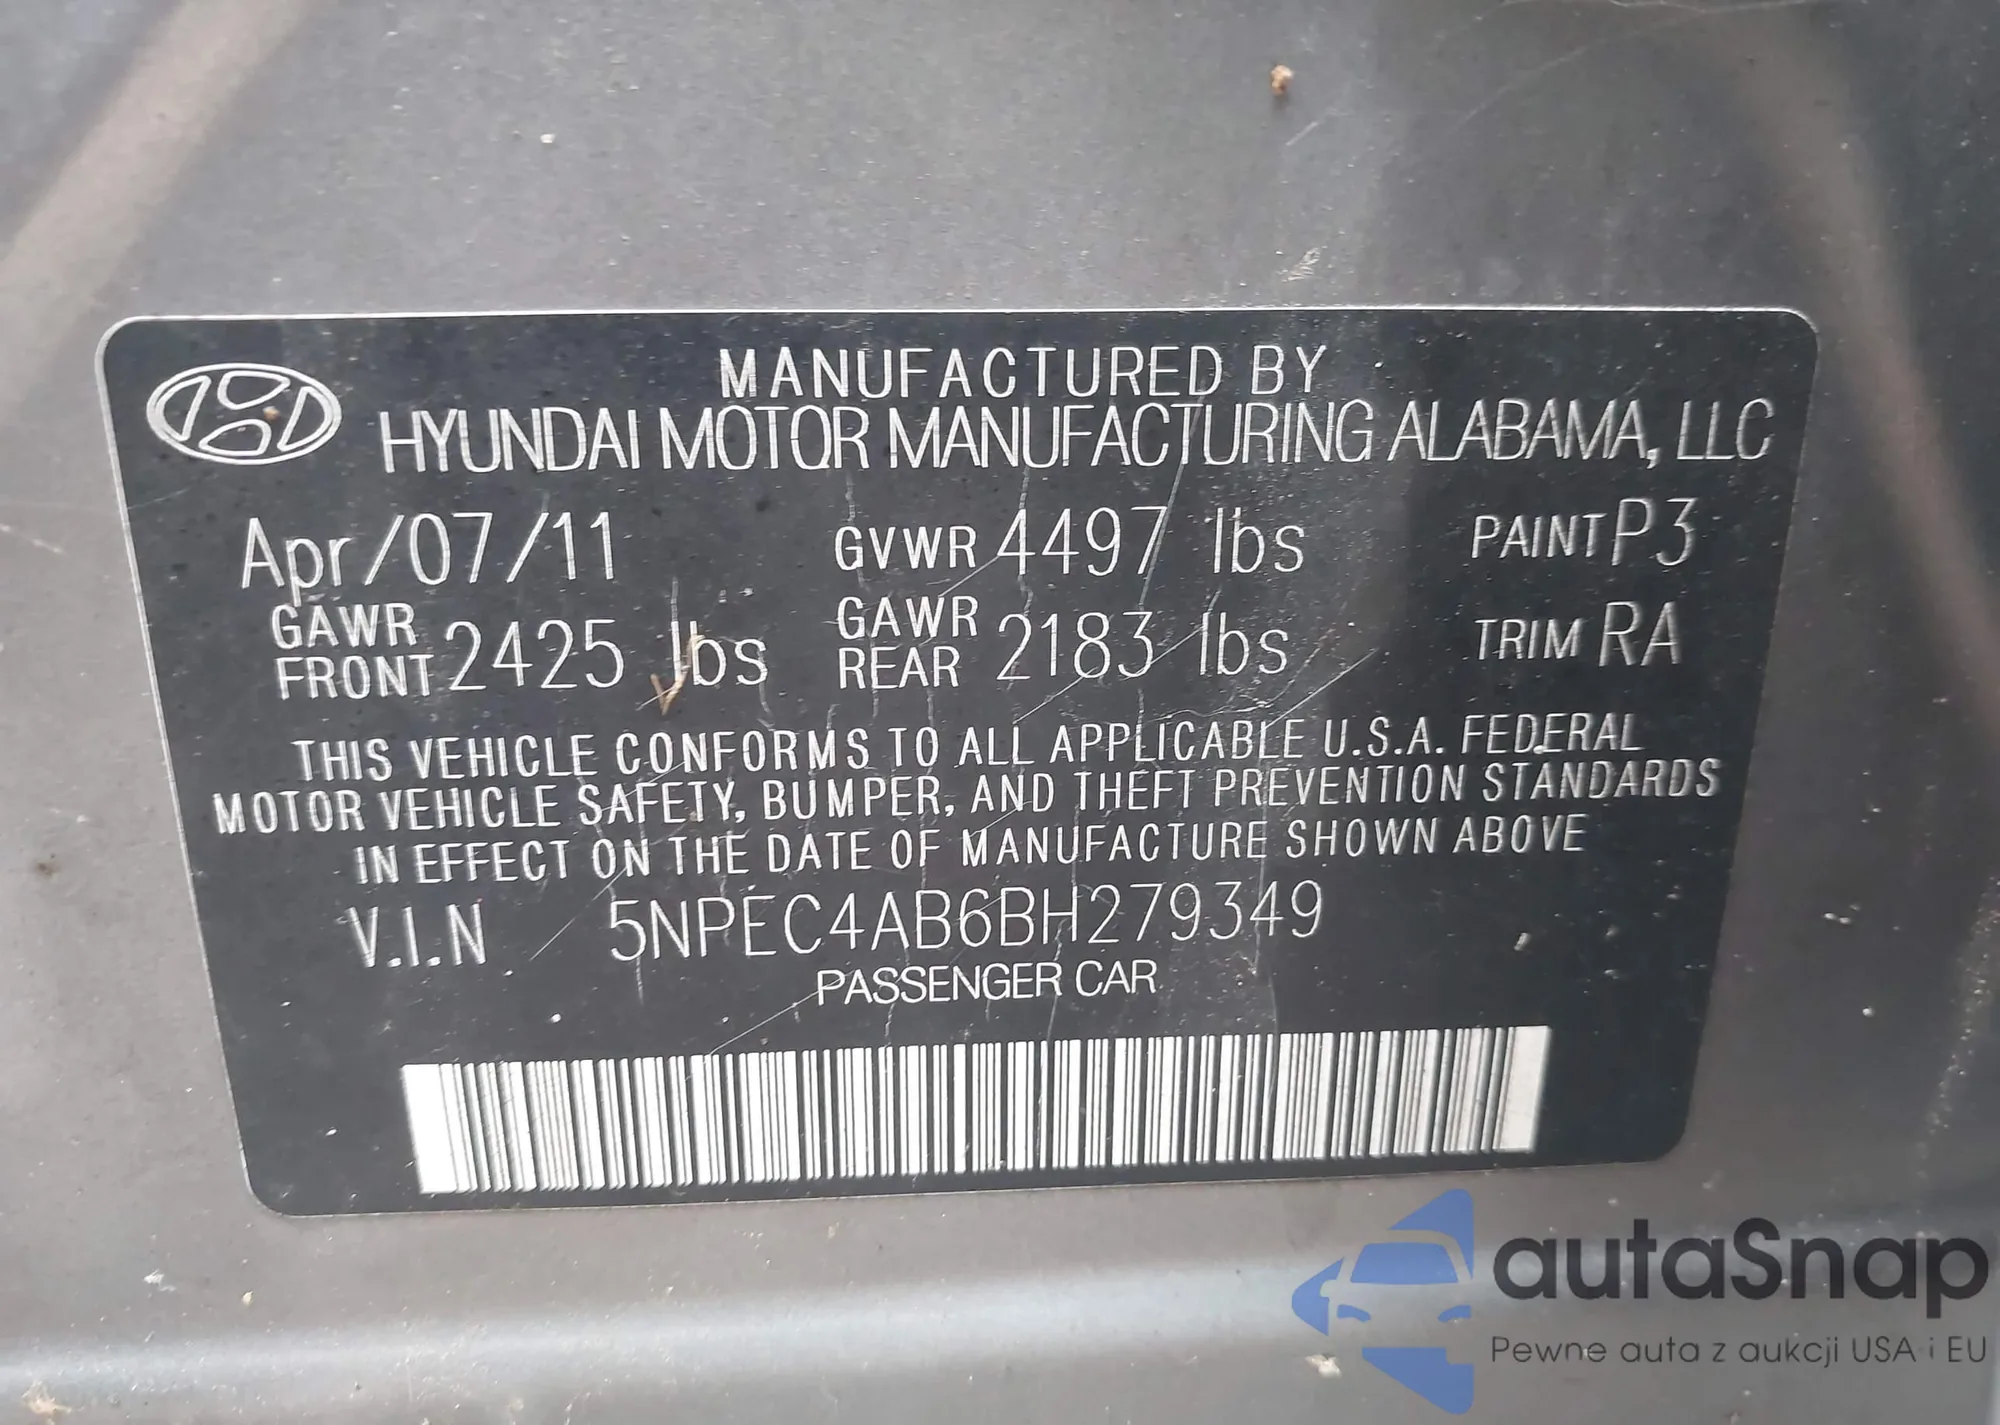 MANUFACTURED BY
HYUNDAI MOTOR MANUFACTURING ALABAMA, LLC
Apr/07/11 GVWR 4497 lbs PAINT P3
GAWR FRONT 2425 lbs GAWR REAR 2183 lbs TRIM RA
THIS VEHICLE CONFORMS TO ALL APPLICABLE U.S.A. FEDERAL
MOTOR VEHICLE SAFETY, BUMPER, AND THEFT PREVENTION STANDARDS
IN EFFECT ON THE DATE OF MANUFACTURE SHOWN ABOVE
V.I.N 5NPEC4AB6BH279349
PASSENGER CAR
autaSnap
Pewne auta z aukcji USA i EU